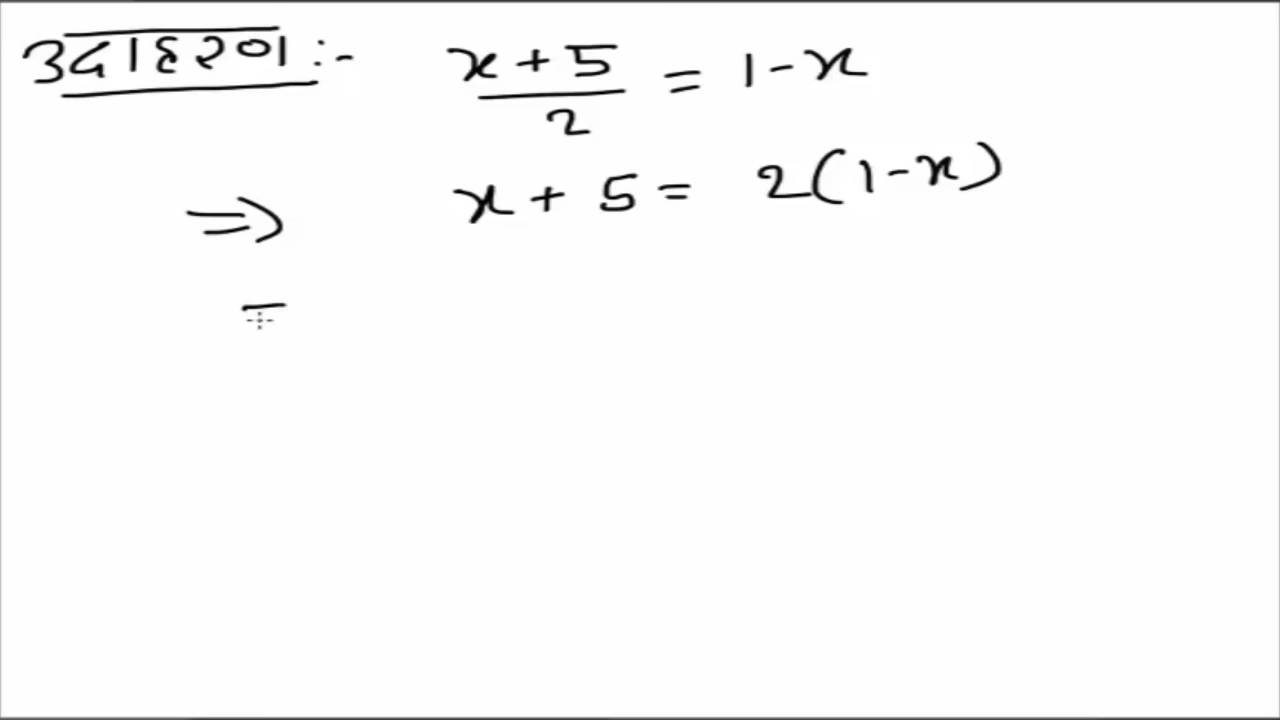 उदाहरण :- (x + 5)/2 = 1 - x
=> x + 5 = 2(1 - x)